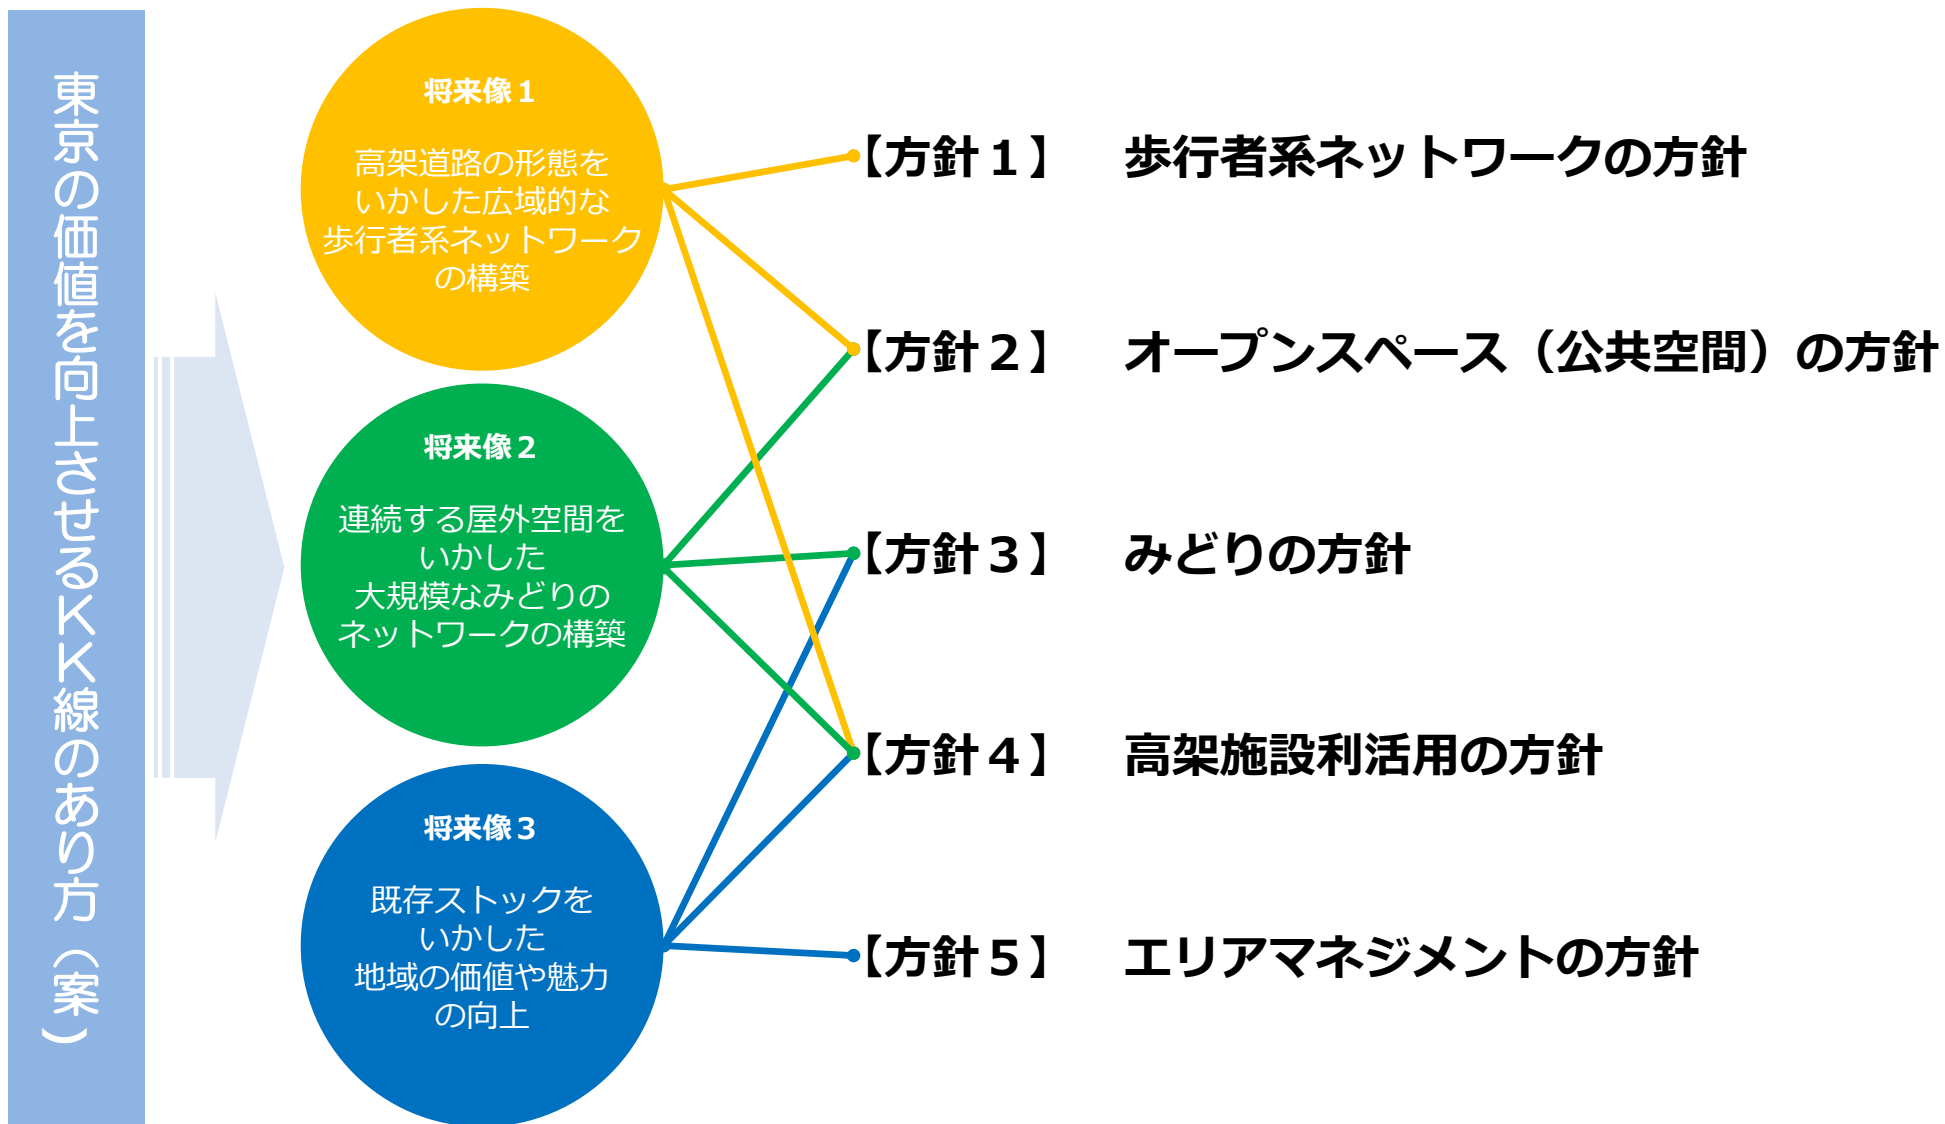 東京の価値を向上させるＫＫ線のあり方（案）
将来像１
高架道路の形態を
いかした広域的な
歩行者系ネットワーク
の構築
将来像２
連続する屋外空間を
いかした
大規模なみどりの
ネットワークの構築
将来像３
既存ストックを
いかした
地域の価値や魅力
の向上
【方針１】　歩行者系ネットワークの方針
【方針２】　オープンスペース（公共空間）の方針
【方針３】　みどりの方針
【方針４】　高架施設利活用の方針
【方針５】　エリアマネジメントの方針